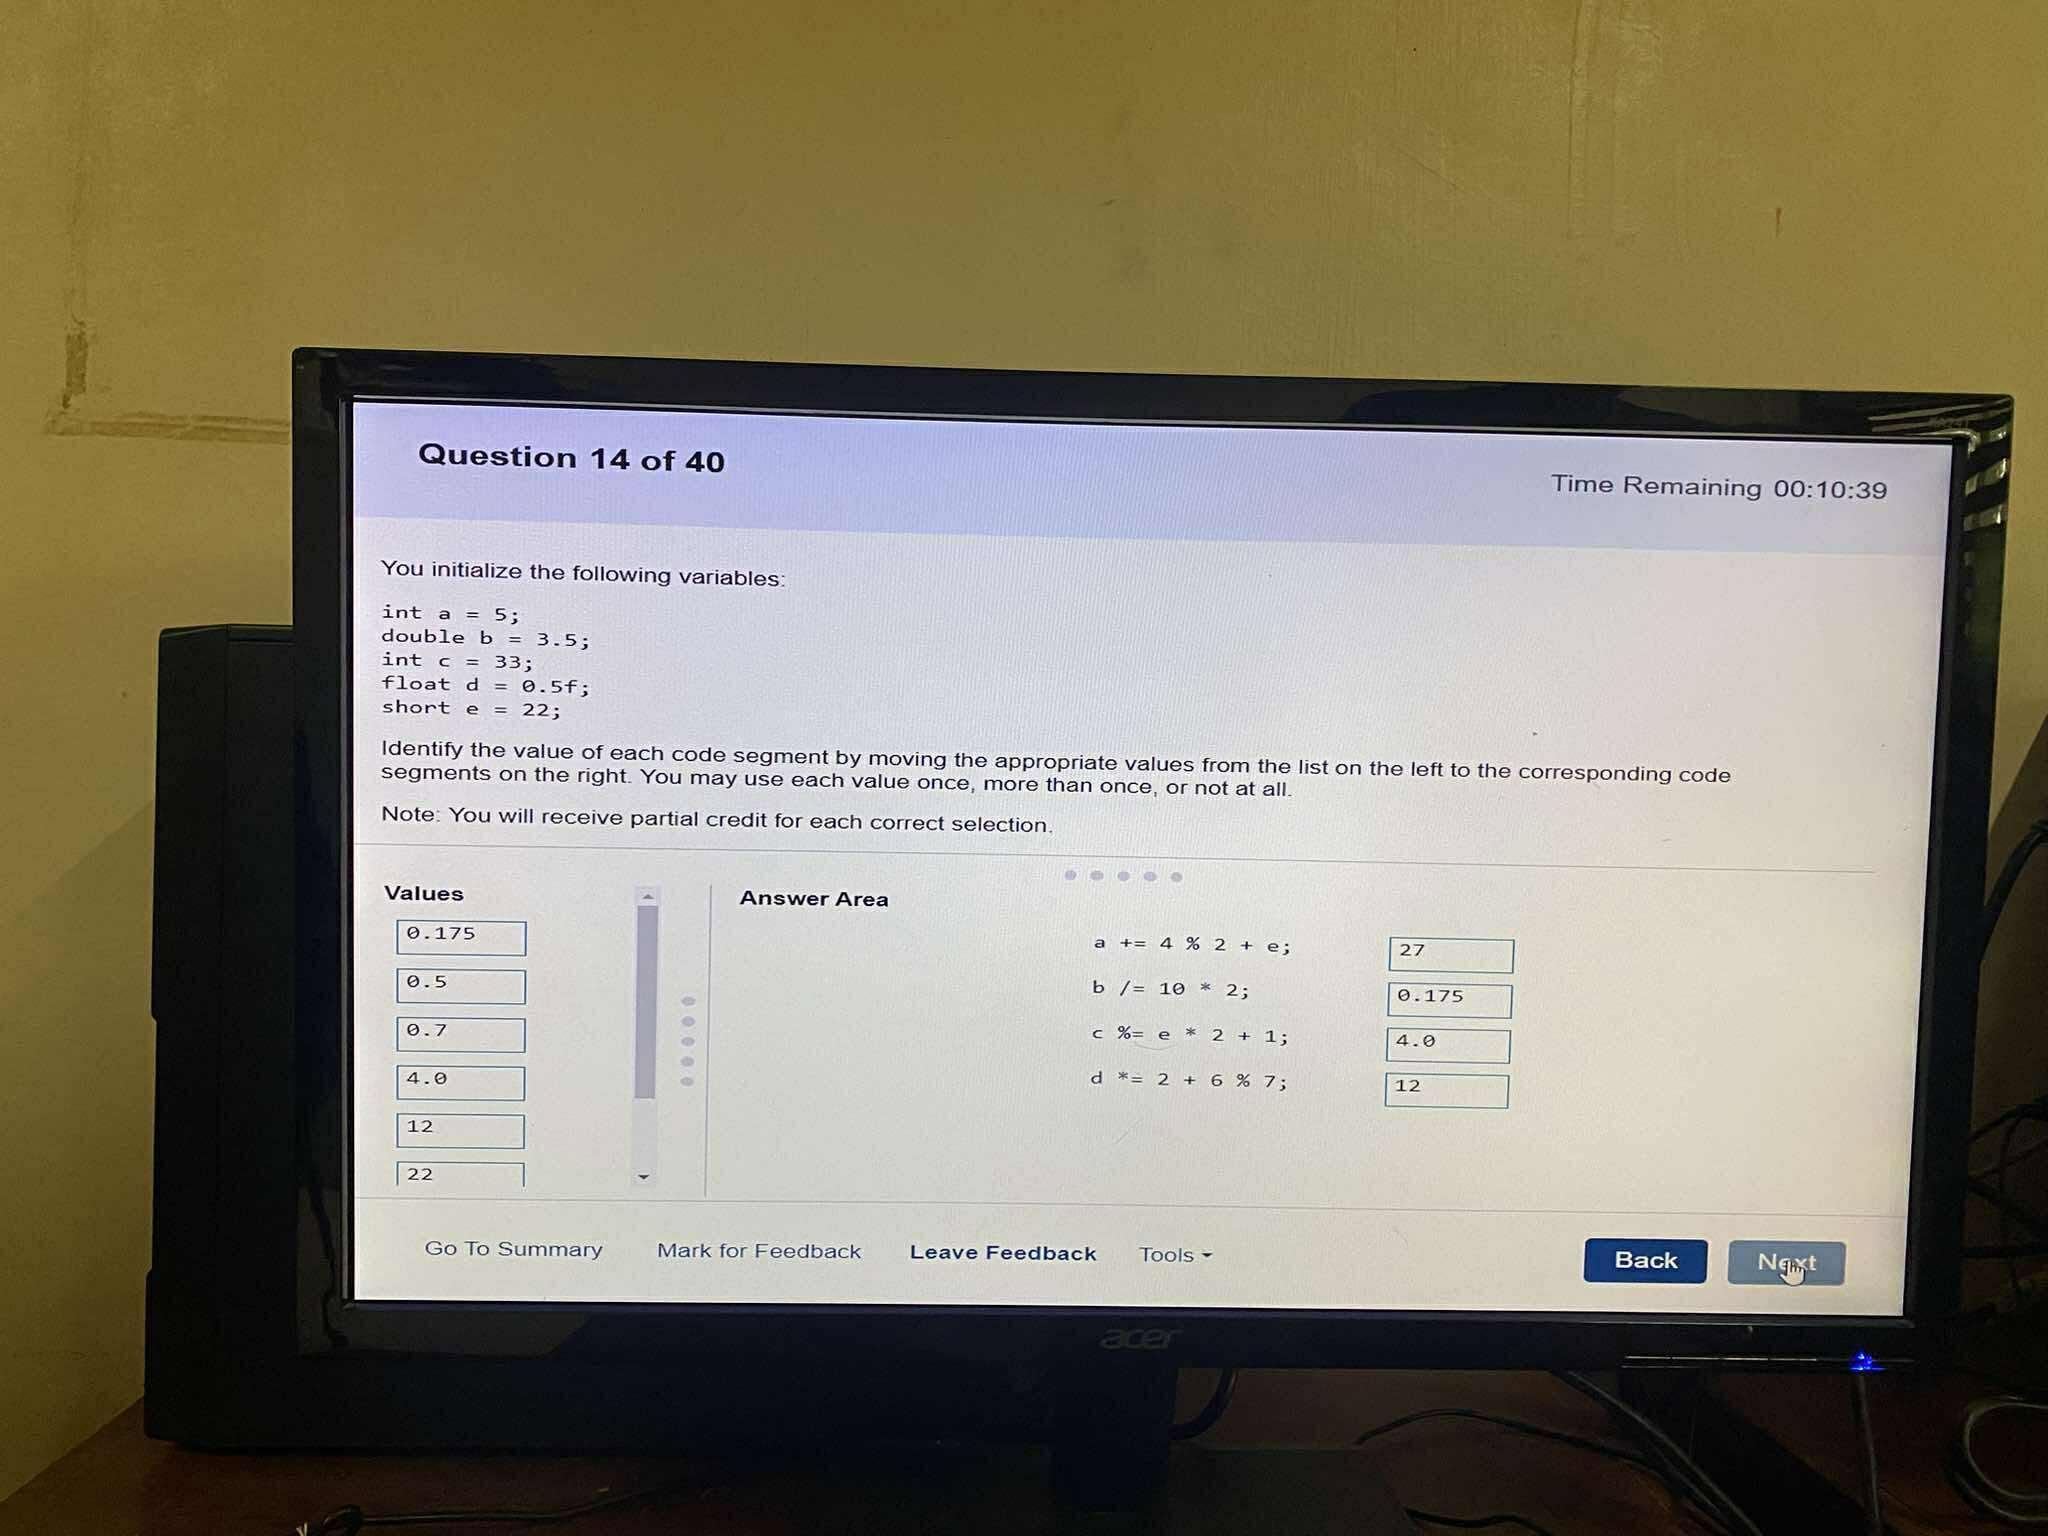 Question 14 of 40
Time Remaining 00:10:39
You initialize the following variables:
int a = 5;
double b = 3.5;
int c = 33;
float d = 0.5f;
short e = 22;
Identify the value of each code segment by moving the appropriate values from the list on the left to the corresponding code
segments on the right. You may use each value once, more than once, or not at all.
Note: You will receive partial credit for each correct selection.
Values
0.175
0.5
0.7
4.0
12
22
Answer Area
a += 4 % 2 + e; 27
b /= 10 * 2; 0.175
c %= e * 2 + 1; 4.0
d *= 2 + 6 % 7; 12
Go To Summary Mark for Feedback Leave Feedback Tools Back Next
acer